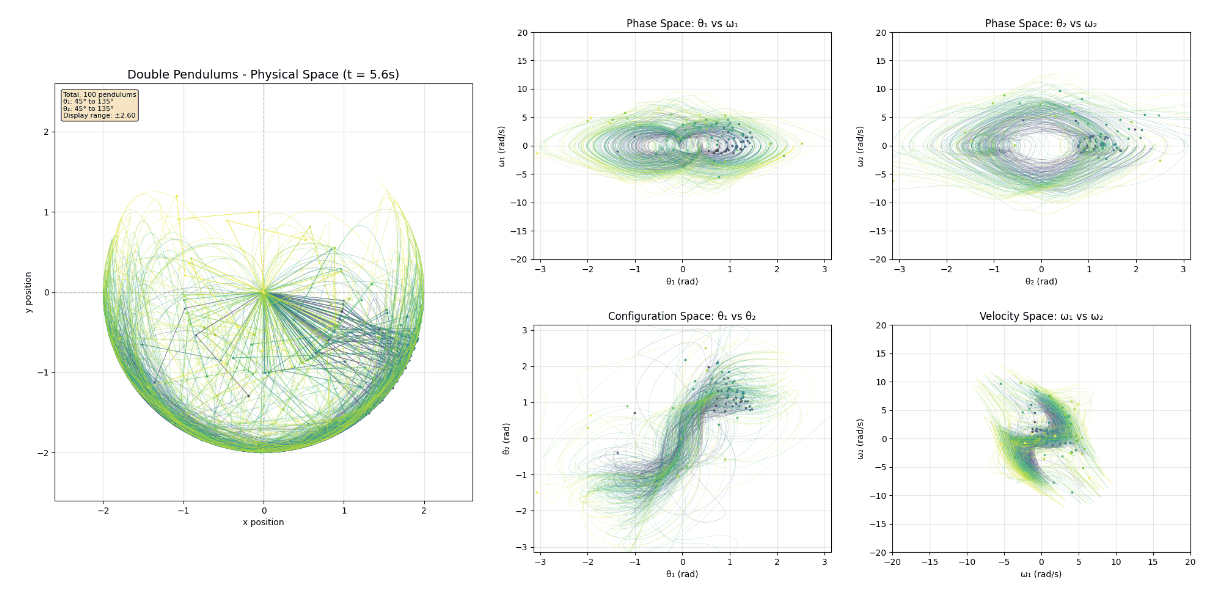 Double Pendulums - Physical Space (t = 5.6s)
Total: 100 pendulums
θ₁: 45° to 135°
θ₂: 45° to 135°
Display range: ±2.60
y position
2
1
0
−1
−2
−2 −1 0 1 2
x position
Phase Space: θ₁ vs ω₁
ω₁ (rad/s)
20
15
10
5
0
−5
−10
−15
−20
−3 −2 −1 0 1 2 3
θ₁ (rad)
Phase Space: θ₂ vs ω₂
ω₂ (rad/s)
20
15
10
5
0
−5
−10
−15
−20
−3 −2 −1 0 1 2 3
θ₂ (rad)
Configuration Space: θ₁ vs θ₂
θ₂ (rad)
3
2
1
0
−1
−2
−3
−3 −2 −1 0 1 2 3
θ₁ (rad)
Velocity Space: ω₁ vs ω₂
ω₂ (rad/s)
20
15
10
5
0
−5
−10
−15
−20
−20 −15 −10 −5 0 5 10 15 20
ω₁ (rad/s)